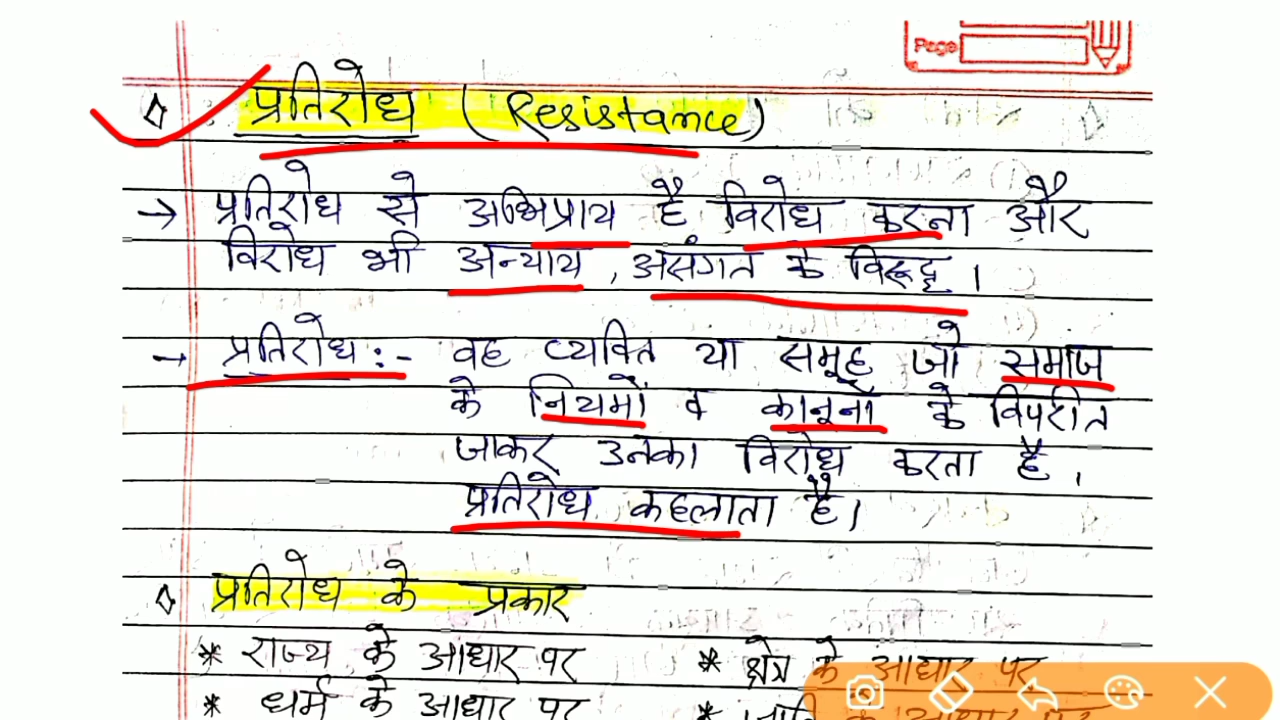 Page
प्रतिरोध (Resistance)
→ प्रतिरोध से अभिप्राय है विरोध करना और
विरोध भी अन्याय, असंगत के विरूद्ध।
→ प्रतिरोध :- वह व्यक्ति या समूह जो समाज
के नियमों व कानूनों के विपरीत
जाकर उनका विरोध करता है,
प्रतिरोध कहलाता है।
प्रतिरोध के प्रकार
* राज्य के आधार पर * क्षेत्र के आधार पर
* धर्म के आधार पर *